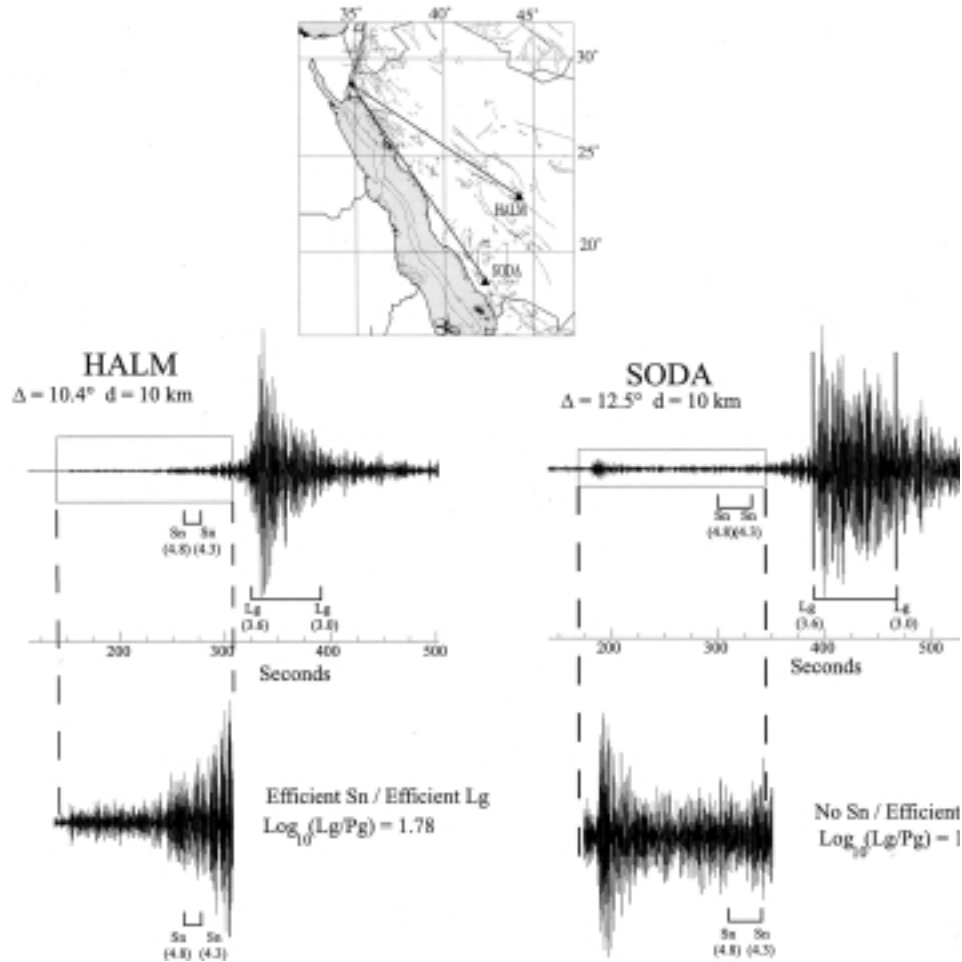 35° 40° 45°
30°
25°
20°
HALM
SODA
HALM
Δ = 10.4° d = 10 km
Sn Sn
(4.8) (4.3)
Lg Lg
(3.6) (3.0)
200 300 400 500
Seconds
Efficient Sn / Efficient Lg
Log10(Lg/Pg) = 1.78
Sn Sn
(4.8) (4.3)
SODA
Δ = 12.5° d = 10 km
Sn Sn
(4.8)(4.3)
Lg Lg
(3.6) (3.0)
200 300 400 500
Seconds
No Sn / Efficient
Log10(Lg/Pg) = 1
Sn Sn
(4.8) (4.3)